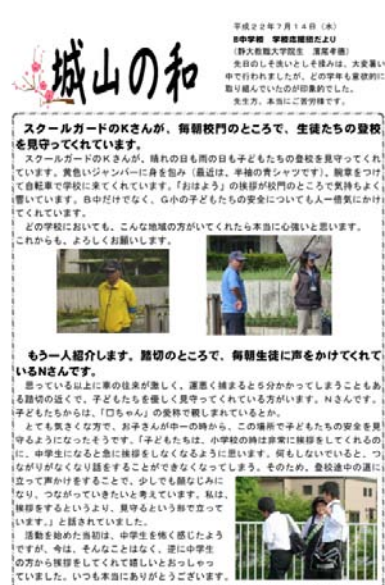 城山の和
平成22年7月14日（水）
B中学校 学校応援団だよU
（静大教職大学院生 濱尾孝穂）
先日のしそ洗いとしそ揉みは、大変暑い
中で行われましたが、どの学年も意欲的に
取り組んでいたのが印象的でした。
先生方、本当にご苦労様です。
スクールガードのKさんが、毎朝校門のところで、生徒たちの登校
を見守ってくれています。
スクールガードのKさんが、晴れの日も雨の日も子どもたちの登校を見守ってくれ
ています。黄色いジャンパーに身を包み（最近は、半袖の青シャツです）、腕章をつけ
て自転車で学校に来てくれています。「おはよう」の挨拶が校門のところで気持ちよく
響いています。B中だけでなく、G小の子どもたちの安全についても人一倍気にかけ
てくれています。
どの学校においても、こんな地域の方がいてくれたら本当に心強いと思います。
これからも、よろしくお願いします。
もう一人紹介します。踏切のところで、毎朝生徒に声をかけてくれて
いるNさんです。
思っている以上に車の往来が激しく、運悪く捕まると5分かかってしまうこともあ
る踏切の近くで、子どもたちを優しく見守ってくれている方がいます。Nさんです。
子どもたちからは、「口ちゃん」の愛称で親しまれているとか。
とても気さくな方で、お子さんが中一の時から、この場所で子どもたちの安全を見
守るようになったそうです。「子どもたちは、小学校の時は非常に挨拶をしてくれるの
に、中学生になると急に挨拶をしなくなるように思います。何もしないでいると、つ
ながりがなくなり話をすることができなくなってしまう。そのため、登校途中の道に
立って声かけをすることで、少しでも顔なじみに
なり、つながっていきたいと考えています。私は、
挨拶をするというより、見守るという形で立って
います。」と話されていました。
活動を始めた当初は、中学生を怖く感じたよう
ですが、今は、そんなことはなく、逆に中学生
の方から挨拶をしてくれて嬉しいとおっしゃっ
ていました。いつも本当にありがとうございます。